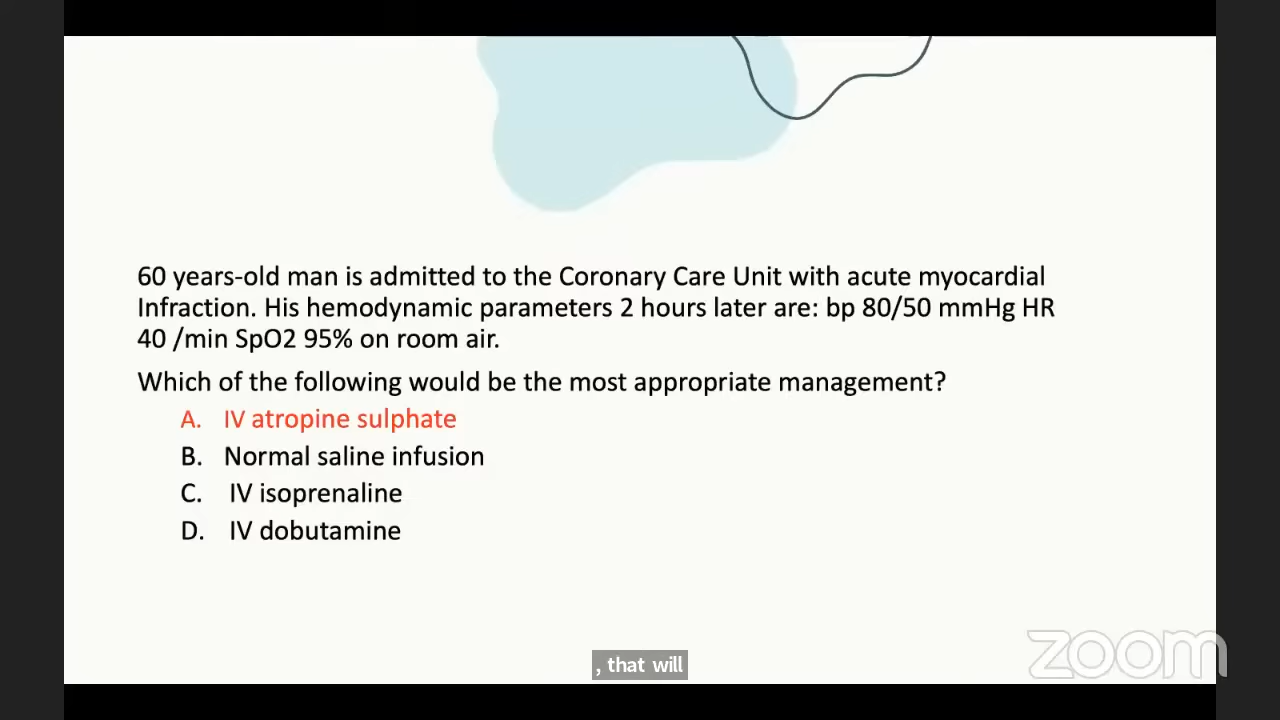 60 years-old man is admitted to the Coronary Care Unit with acute myocardial
Infraction. His hemodynamic parameters 2 hours later are: bp 80/50 mmHg HR
40 /min SpO2 95% on room air.
Which of the following would be the most appropriate management?
A. IV atropine sulphate
B. Normal saline infusion
C. IV isoprenaline
D. IV dobutamine
, that will
zoom